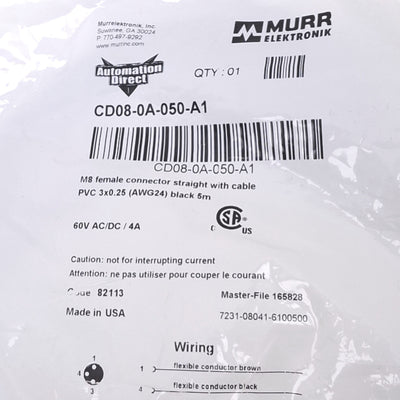 Murrelektronik, Inc.
Suwanee, GA 30024
P: 770-497-9292
www.murrinc.com
MURR
ELEKTRONIK
Automation
Direct
QTY : 01
CD08-0A-050-A1
CD08-0A-050-A1
M8 female connector straight with cable
PVC 3x0.25 (AWG24) black 5m
60V AC/DC / 4A
Caution: not for interrupting current
Attention: ne pas utiliser pour couper le courant
Code 82113
Master-File 165828
Made in USA
7231-08041-6100500
Wiring
1 flexible conductor brown
4 flexible conductor black
1
4
3